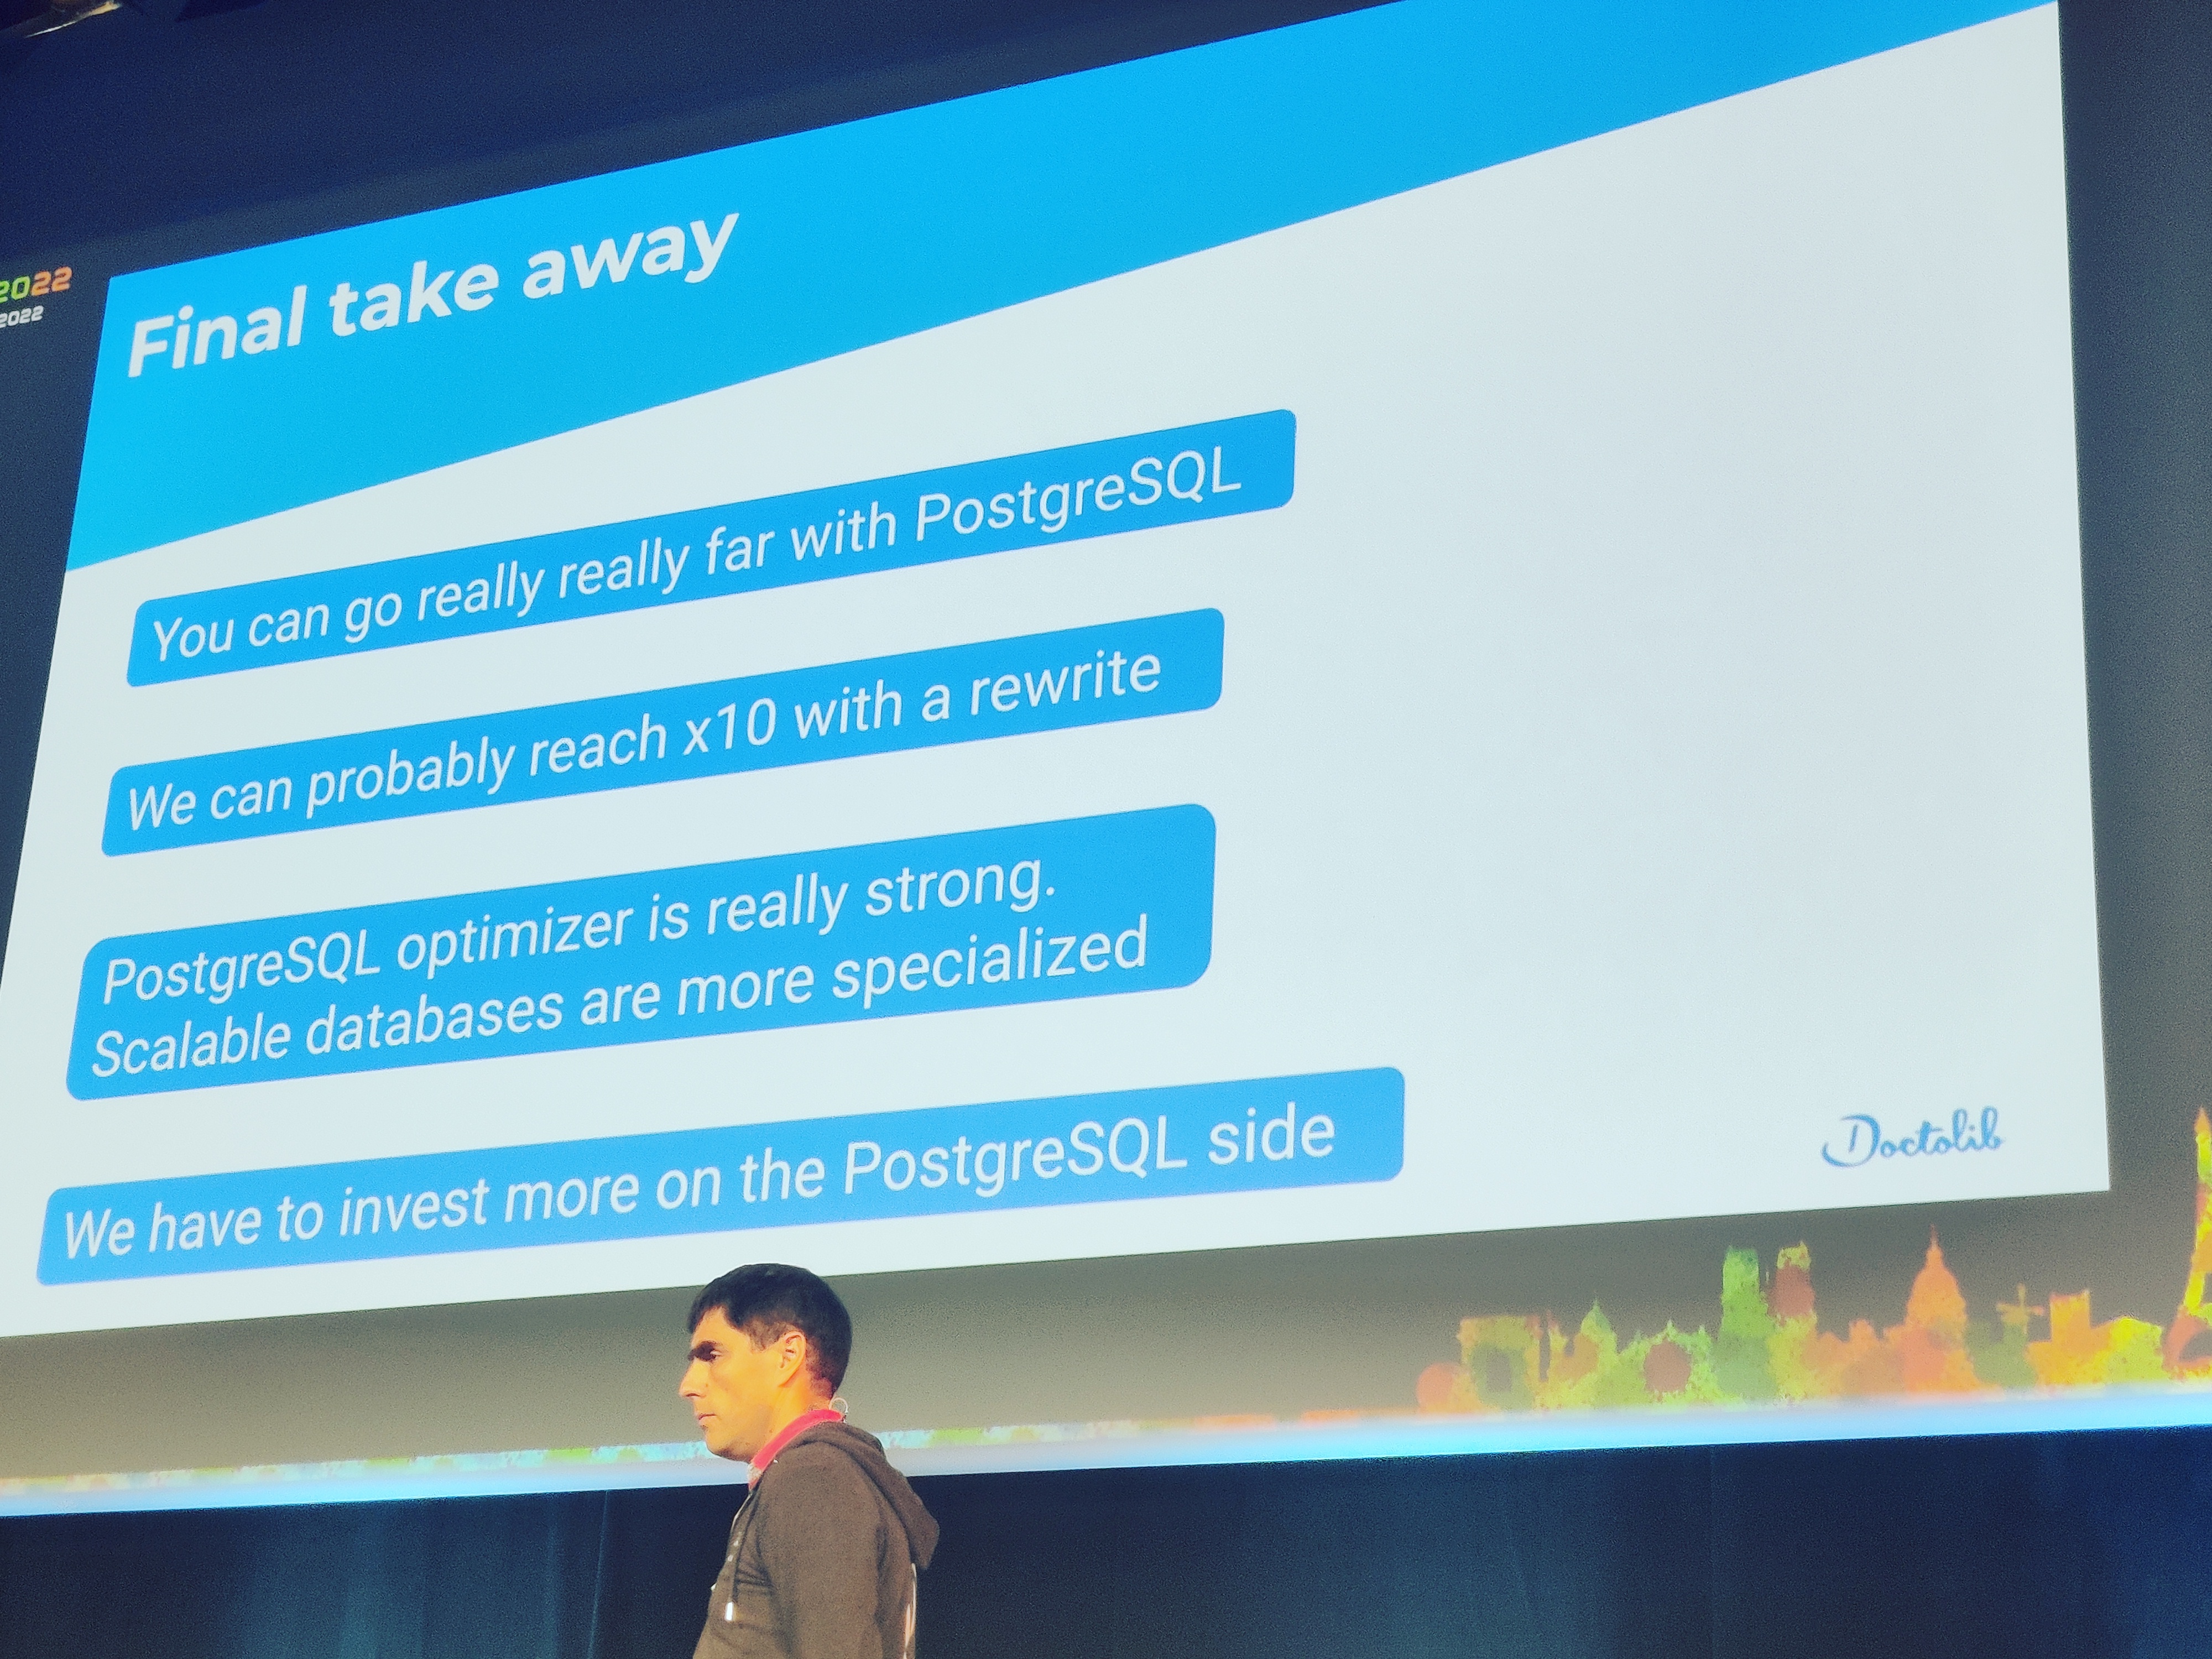 2022
2022
Final take away
You can go really really far with PostgreSQL
We can probably reach x10 with a rewrite
PostgreSQL optimizer is really strong.
Scalable databases are more specialized
We have to invest more on the PostgreSQL side
Doctolib